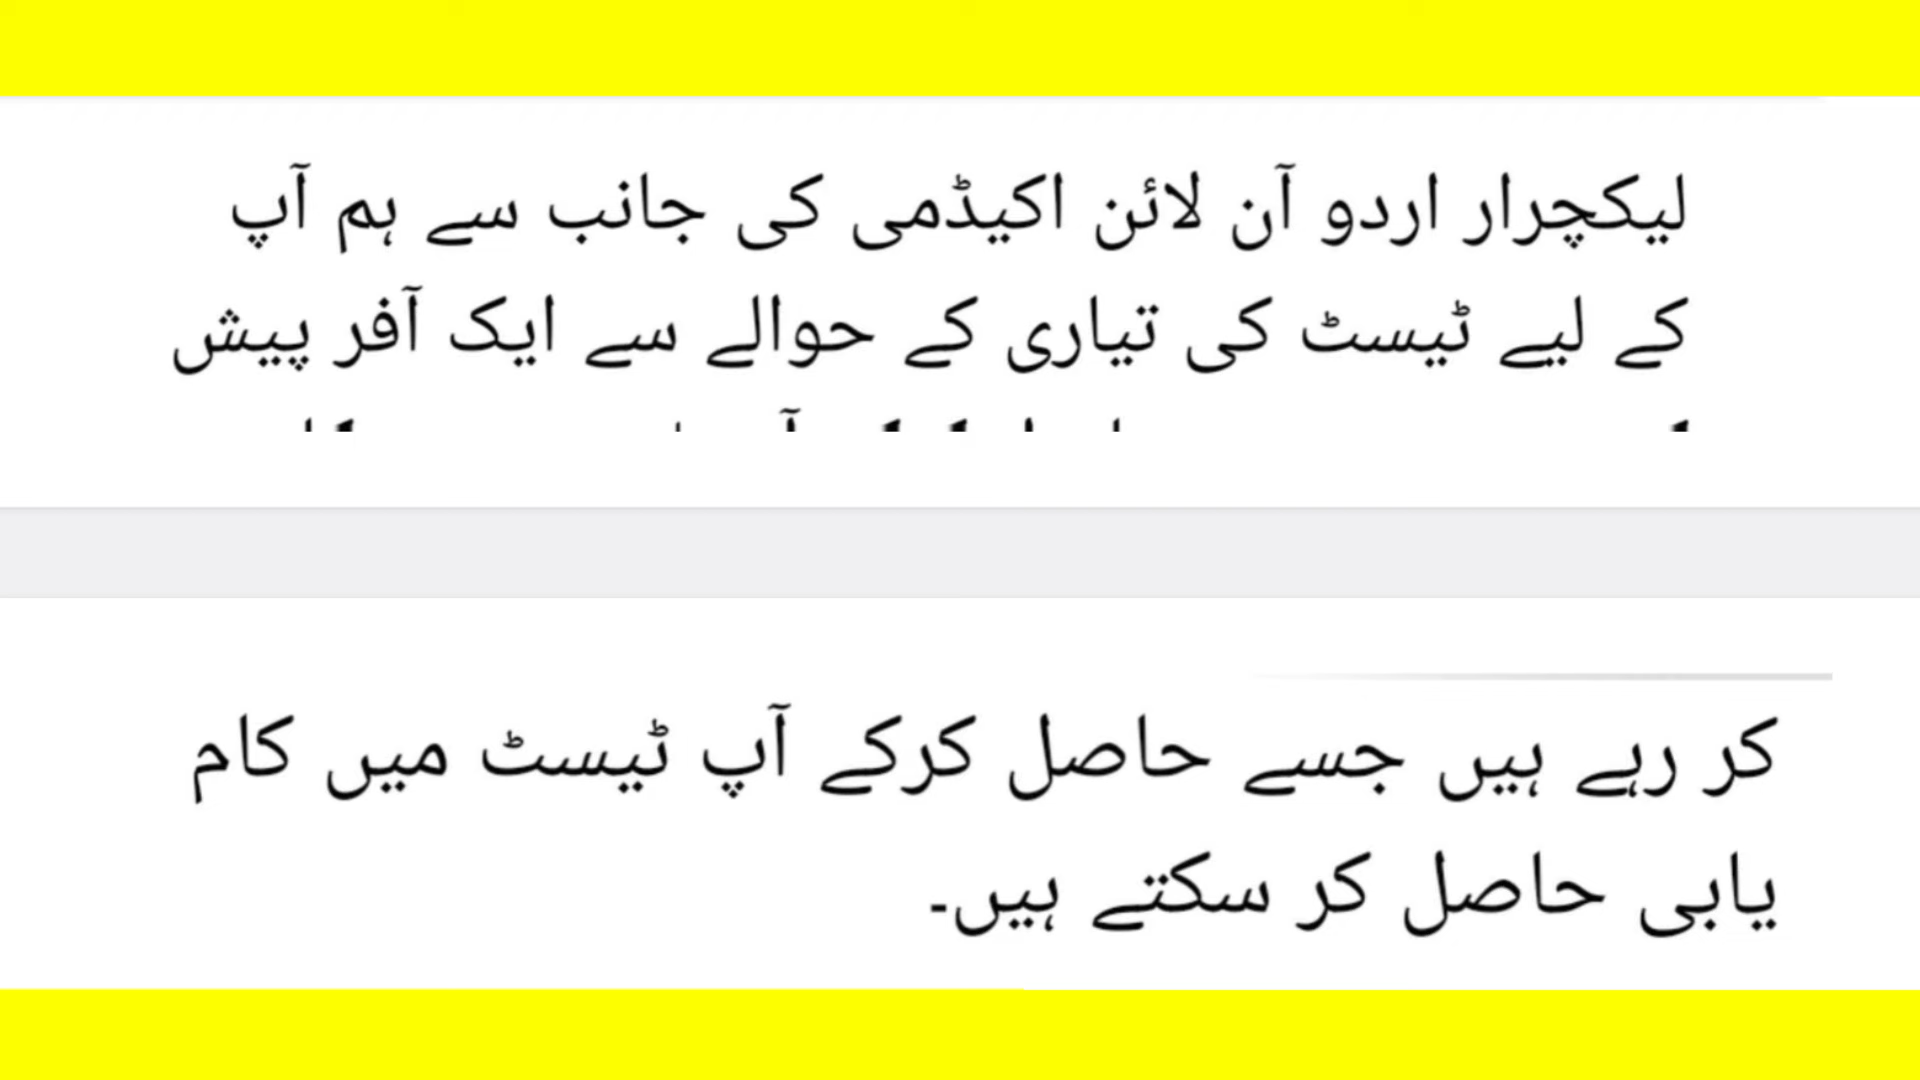 لیکچرار اردو آن لائن اکیڈمی کی جانب سے ہم آپ
کے لیے ٹیسٹ کی تیاری کے حوالے سے ایک آفر پیش
کر رہے ہیں جسے حاصل کرکے آپ ٹیسٹ میں کام
یابی حاصل کر سکتے ہیں۔